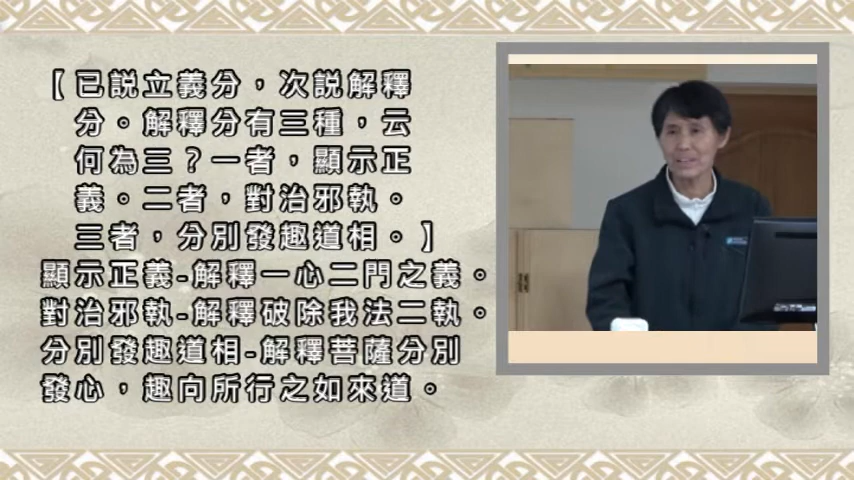 【已説立義分，次説解釋
分。解釋分有三種，云
何為三？一者，顯示正
義。二者，對治邪執。
三者，分別發趣道相。】
顯示正義-解釋一心二門之義。
對治邪執-解釋破除我法二執。
分別發趣道相-解釋菩薩分別
發心，趣向所行之如來道。